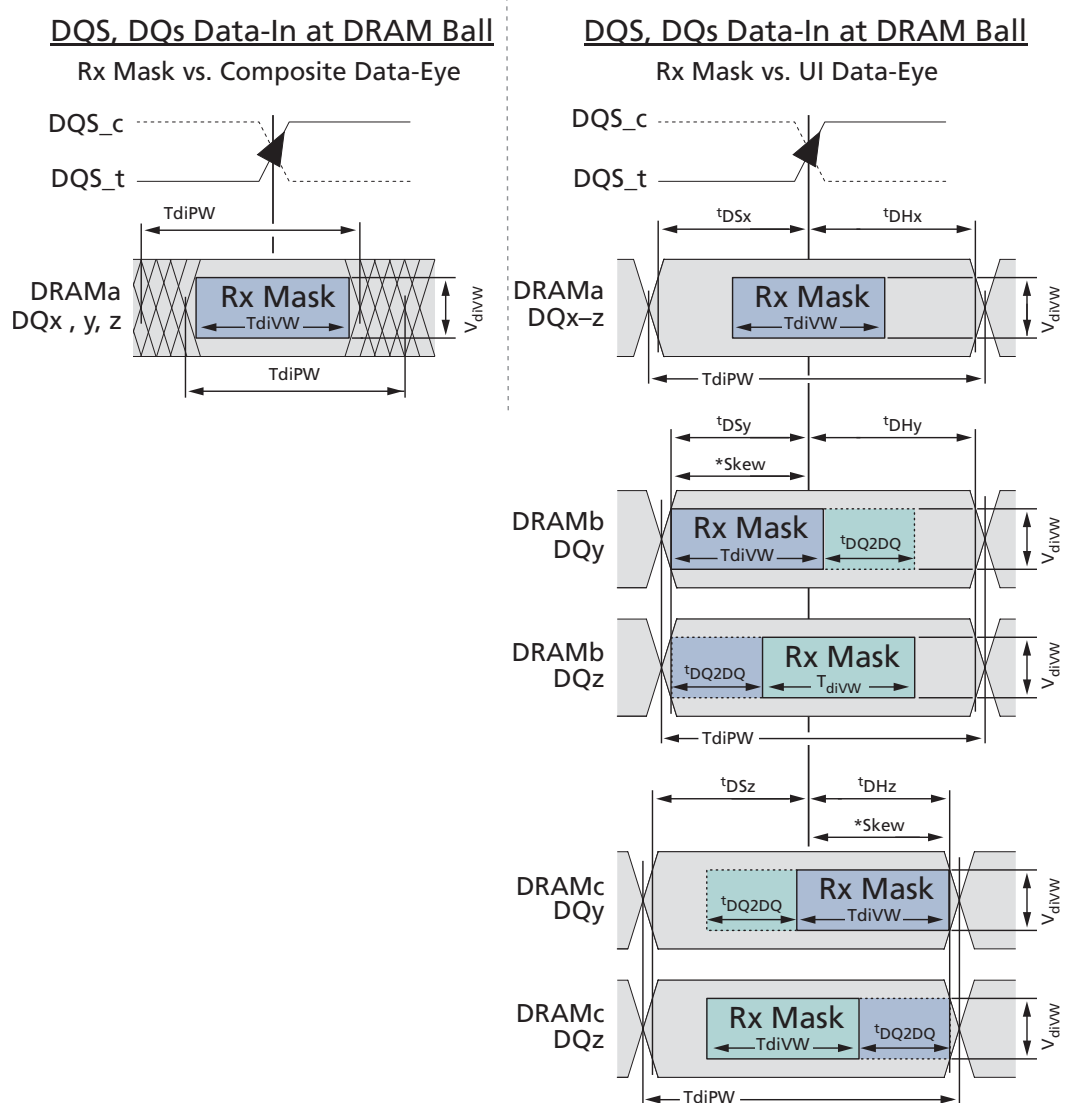 DQS, DQs Data-In at DRAM Ball
Rx Mask vs. Composite Data-Eye
DQS_c
DQS_t
TdiPW
DRAMa
DQx , y, z
Rx Mask
TdiVW
VdiVW
TdiPW
DQS, DQs Data-In at DRAM Ball
Rx Mask vs. UI Data-Eye
DQS_c
DQS_t
tDSx
tDHx
DRAMa
DQx–z
Rx Mask
TdiVW
VdiVW
TdiPW
tDSy
tDHy
*Skew
DRAMb
DQy
Rx Mask
TdiVW
tDQ2DQ
VdiVW
DRAMb
DQz
tDQ2DQ
Rx Mask
TdiVW
VdiVW
TdiPW
tDSz
tDHz
*Skew
DRAMc
DQy
tDQ2DQ
Rx Mask
TdiVW
VdiVW
DRAMc
DQz
Rx Mask
TdiVW
tDQ2DQ
VdiVW
TdiPW